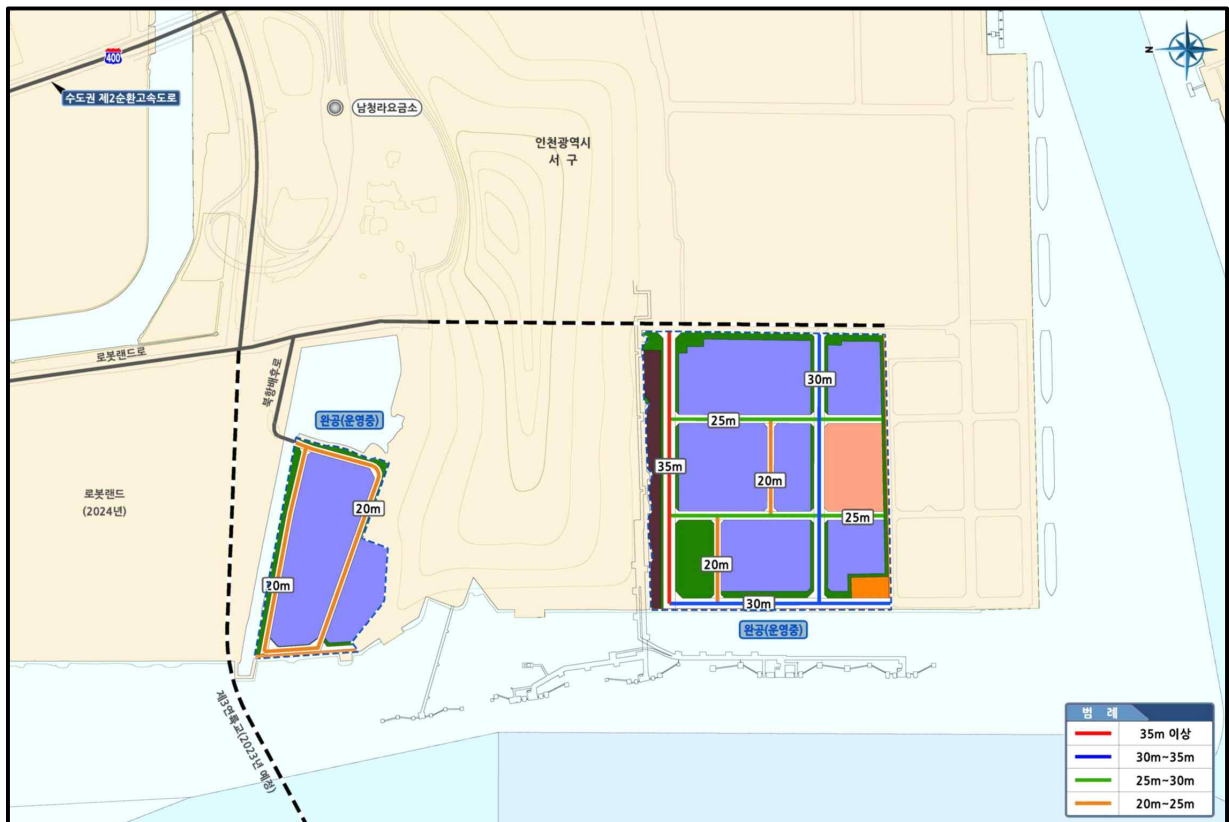 400
수도권 제2순환고속도로
남청라요금소
인천광역시
서 구
N
로봇랜드로
북항배후로
완공(운영중)
로봇랜드
(2024년)
20m
20m
제3연륙교(2023년 예정)
30m
25m
35m
20m
25m
20m
30m
완공(운영중)
범 례
35m 이상
30m~35m
25m~30m
20m~25m